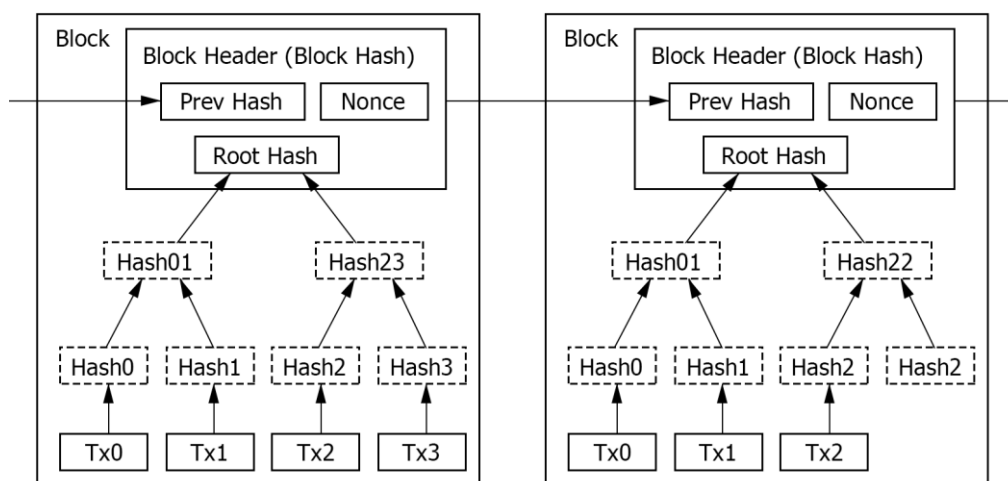 Block
Block Header (Block Hash)
Prev Hash
Nonce
Root Hash
Hash01
Hash23
Hash0
Hash1
Hash2
Hash3
Tx0
Tx1
Tx2
Tx3
Block
Block Header (Block Hash)
Prev Hash
Nonce
Root Hash
Hash01
Hash22
Hash0
Hash1
Hash2
Hash2
Tx0
Tx1
Tx2